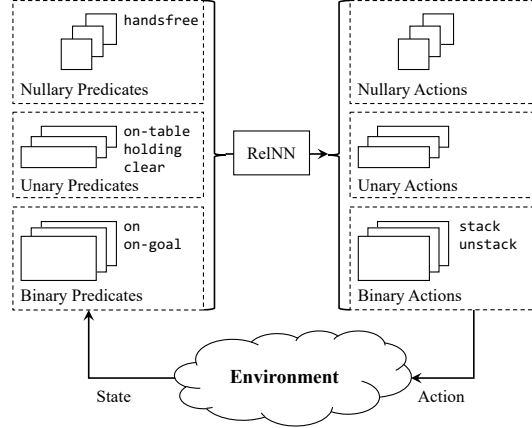 handsfree
Nullary Predicates
on-table
holding
clear
Unary Predicates
on
on-goal
Binary Predicates
RelNN
Nullary Actions
Unary Actions
stack
unstack
Binary Actions
Environment
State
Action